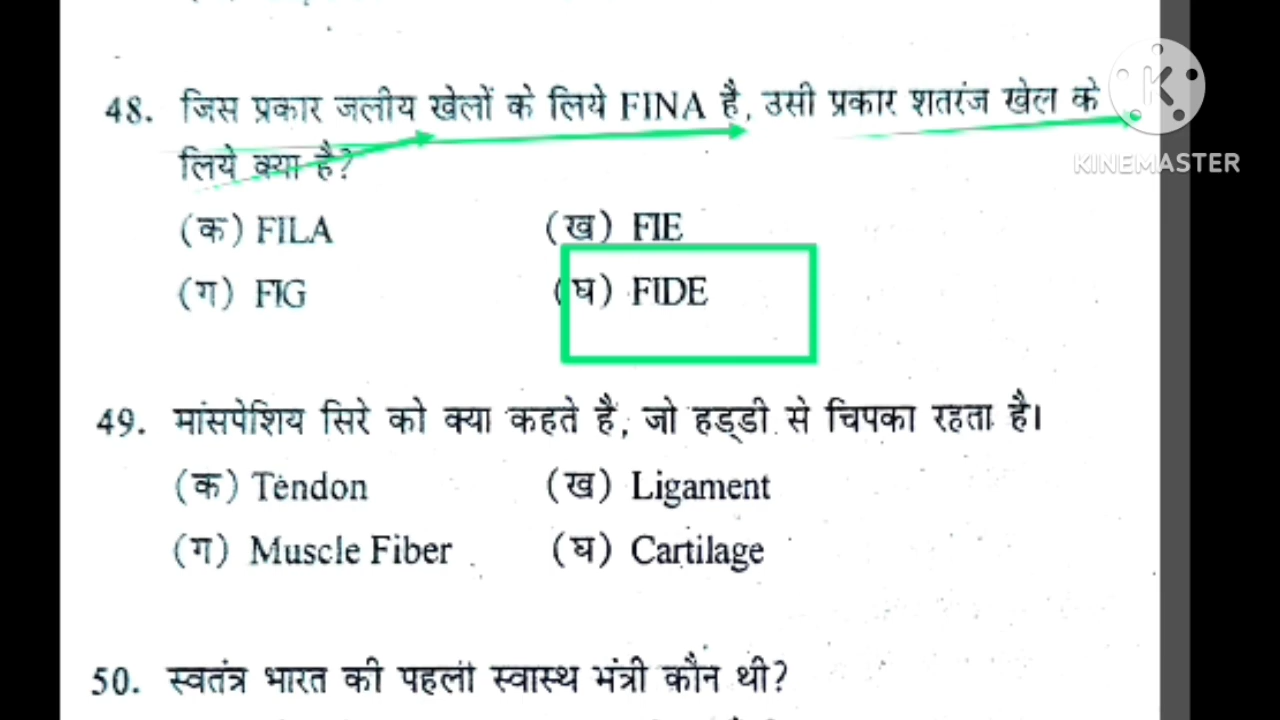 48. जिस प्रकार जलीय खेलों के लिये FINA है, उसी प्रकार शतरंज खेल के
लिये क्या है?
(क) FILA (ख) FIE
(ग) FIG (घ) FIDE
49. मांसपेशिय सिरे को क्या कहते है, जो हड्डी से चिपका रहता है।
(क) Tendon (ख) Ligament
(ग) Muscle Fiber (घ) Cartilage
50. स्वतंत्र भारत की पहली स्वास्थ मंत्री कौन थी?
K
KINEMASTER